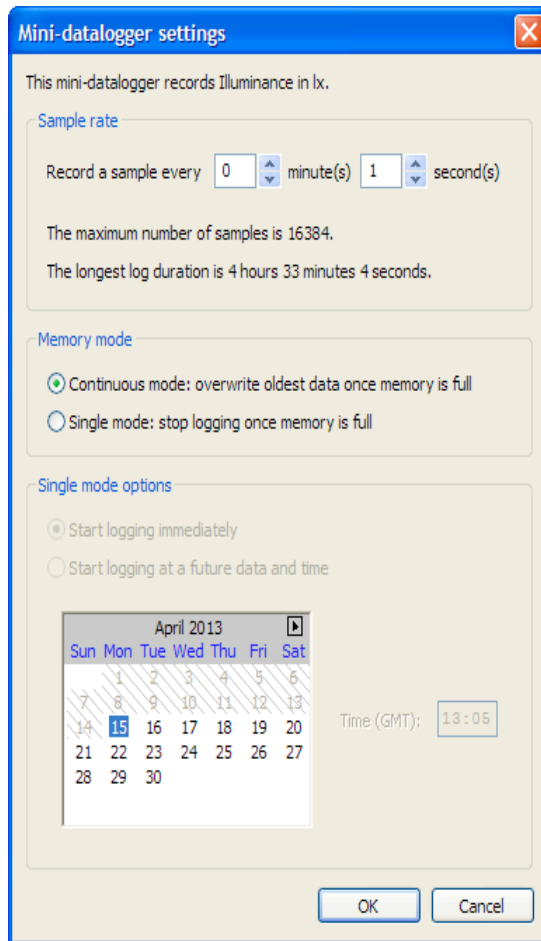 Mini-datalogger settings
This mini-datalogger records Illuminance in lx.
Sample rate
Record a sample every 0 minute(s) 1 second(s)
The maximum number of samples is 16384.
The longest log duration is 4 hours 33 minutes 4 seconds.
Memory mode
Continuous mode: overwrite oldest data once memory is full
Single mode: stop logging once memory is full
Single mode options
Start logging immediately
Start logging at a future data and time
April 2013
Sun Mon Tue Wed Thu Fri Sat
1 2 3 4 5 6
7 8 9 10 11 12 13
14 15 16 17 18 19 20
Time (GMT): 13:05
21 22 23 24 25 26 27
28 29 30
OK Cancel